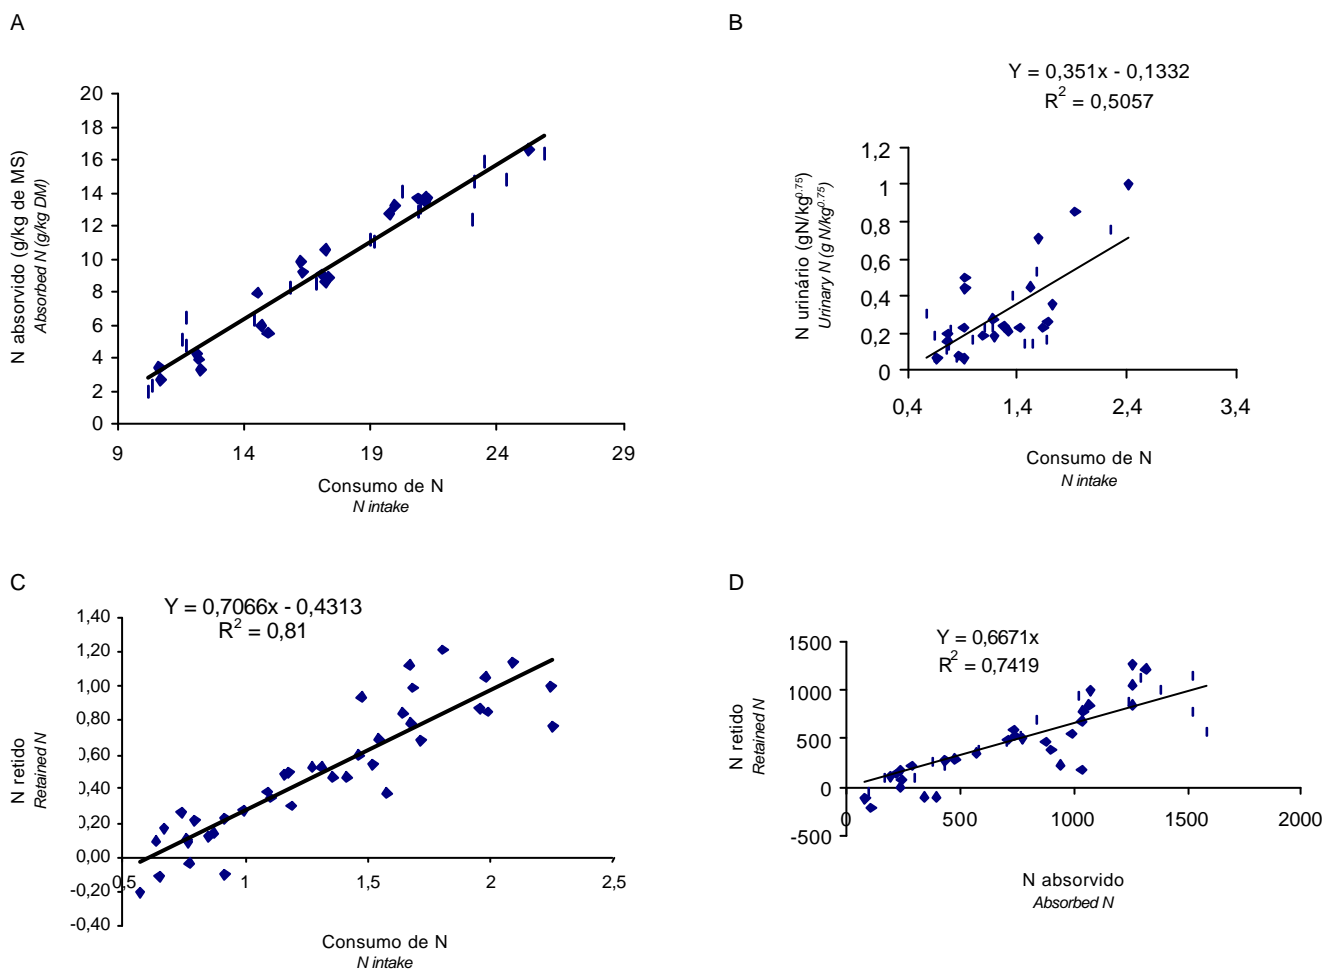 A
20
18
16
14
12
10
8
6
4
2
0
N absorvido (g/kg de MS)
Absorbed N (g/kg DM)
9 14 19 24 29
Consumo de N
N intake
B
Y = 0,351x - 0,1332
R² = 0,5057
1,2
1
0,8
0,6
0,4
0,2
0
N urinário (gN/kg^0.75)
Urinary N (g N/kg^0.75)
0,4 1,4 2,4 3,4
Consumo de N
N intake
C
Y = 0,7066x - 0,4313
R² = 0,81
1,40
1,20
1,00
0,80
0,60
0,40
0,20
0,00
-0,20
-0,40
N retido
Retained N
0,5 1 1,5 2 2,5
Consumo de N
N intake
D
Y = 0,6671x
R² = 0,7419
1500
1000
500
0
-500
N retido
Retained N
0 500 1000 1500 2000
N absorvido
Absorbed N